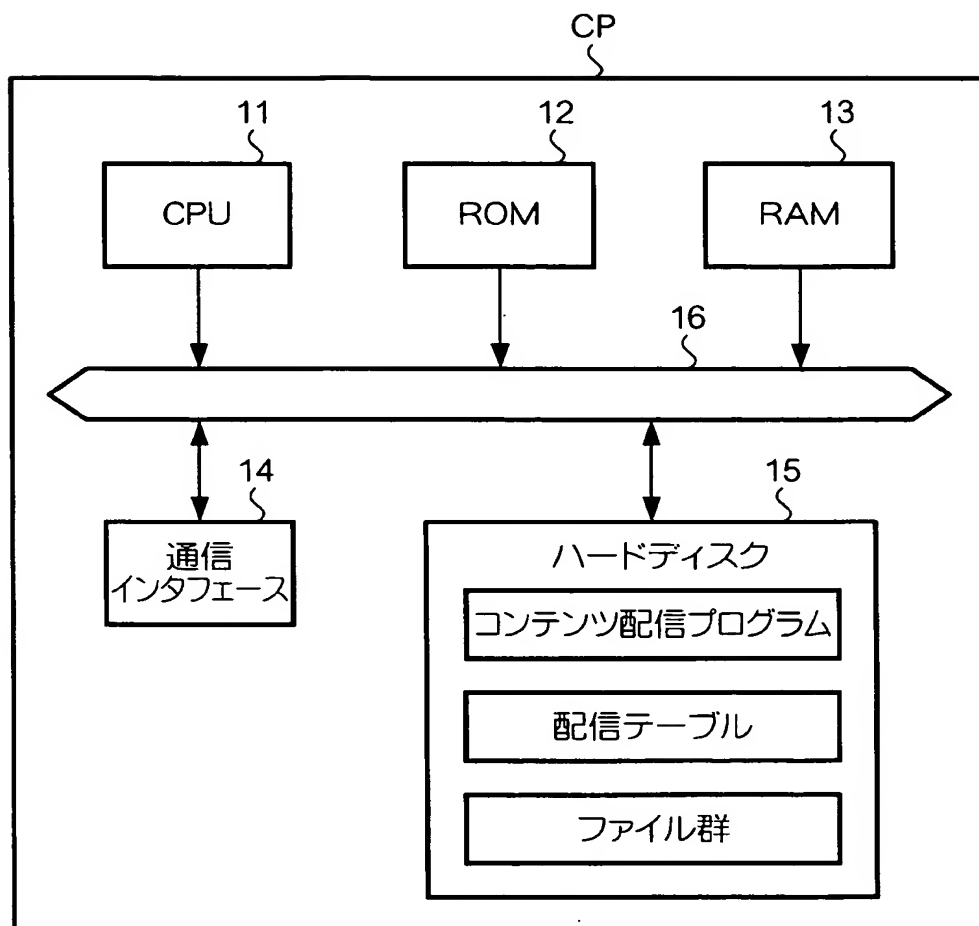 CP
11
12
13
CPU
ROM
RAM
16
14
15
通信
インタフェース
ハードディスク
コンテンツ配信プログラム
配信テーブル
ファイル群